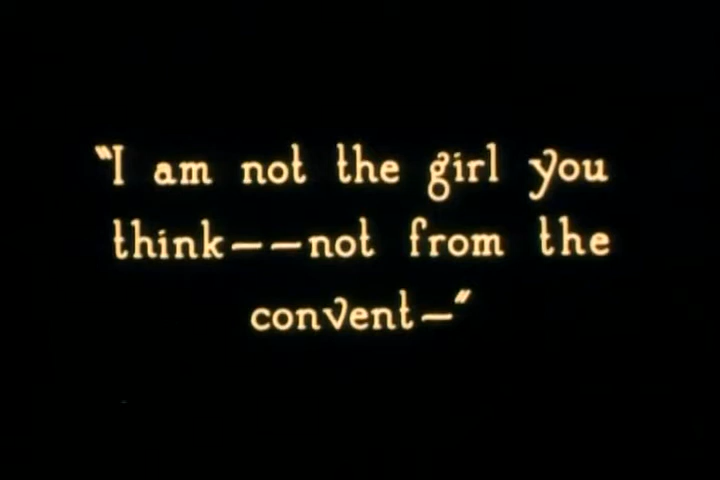 "I am not the girl you
think——not from the
convent—"